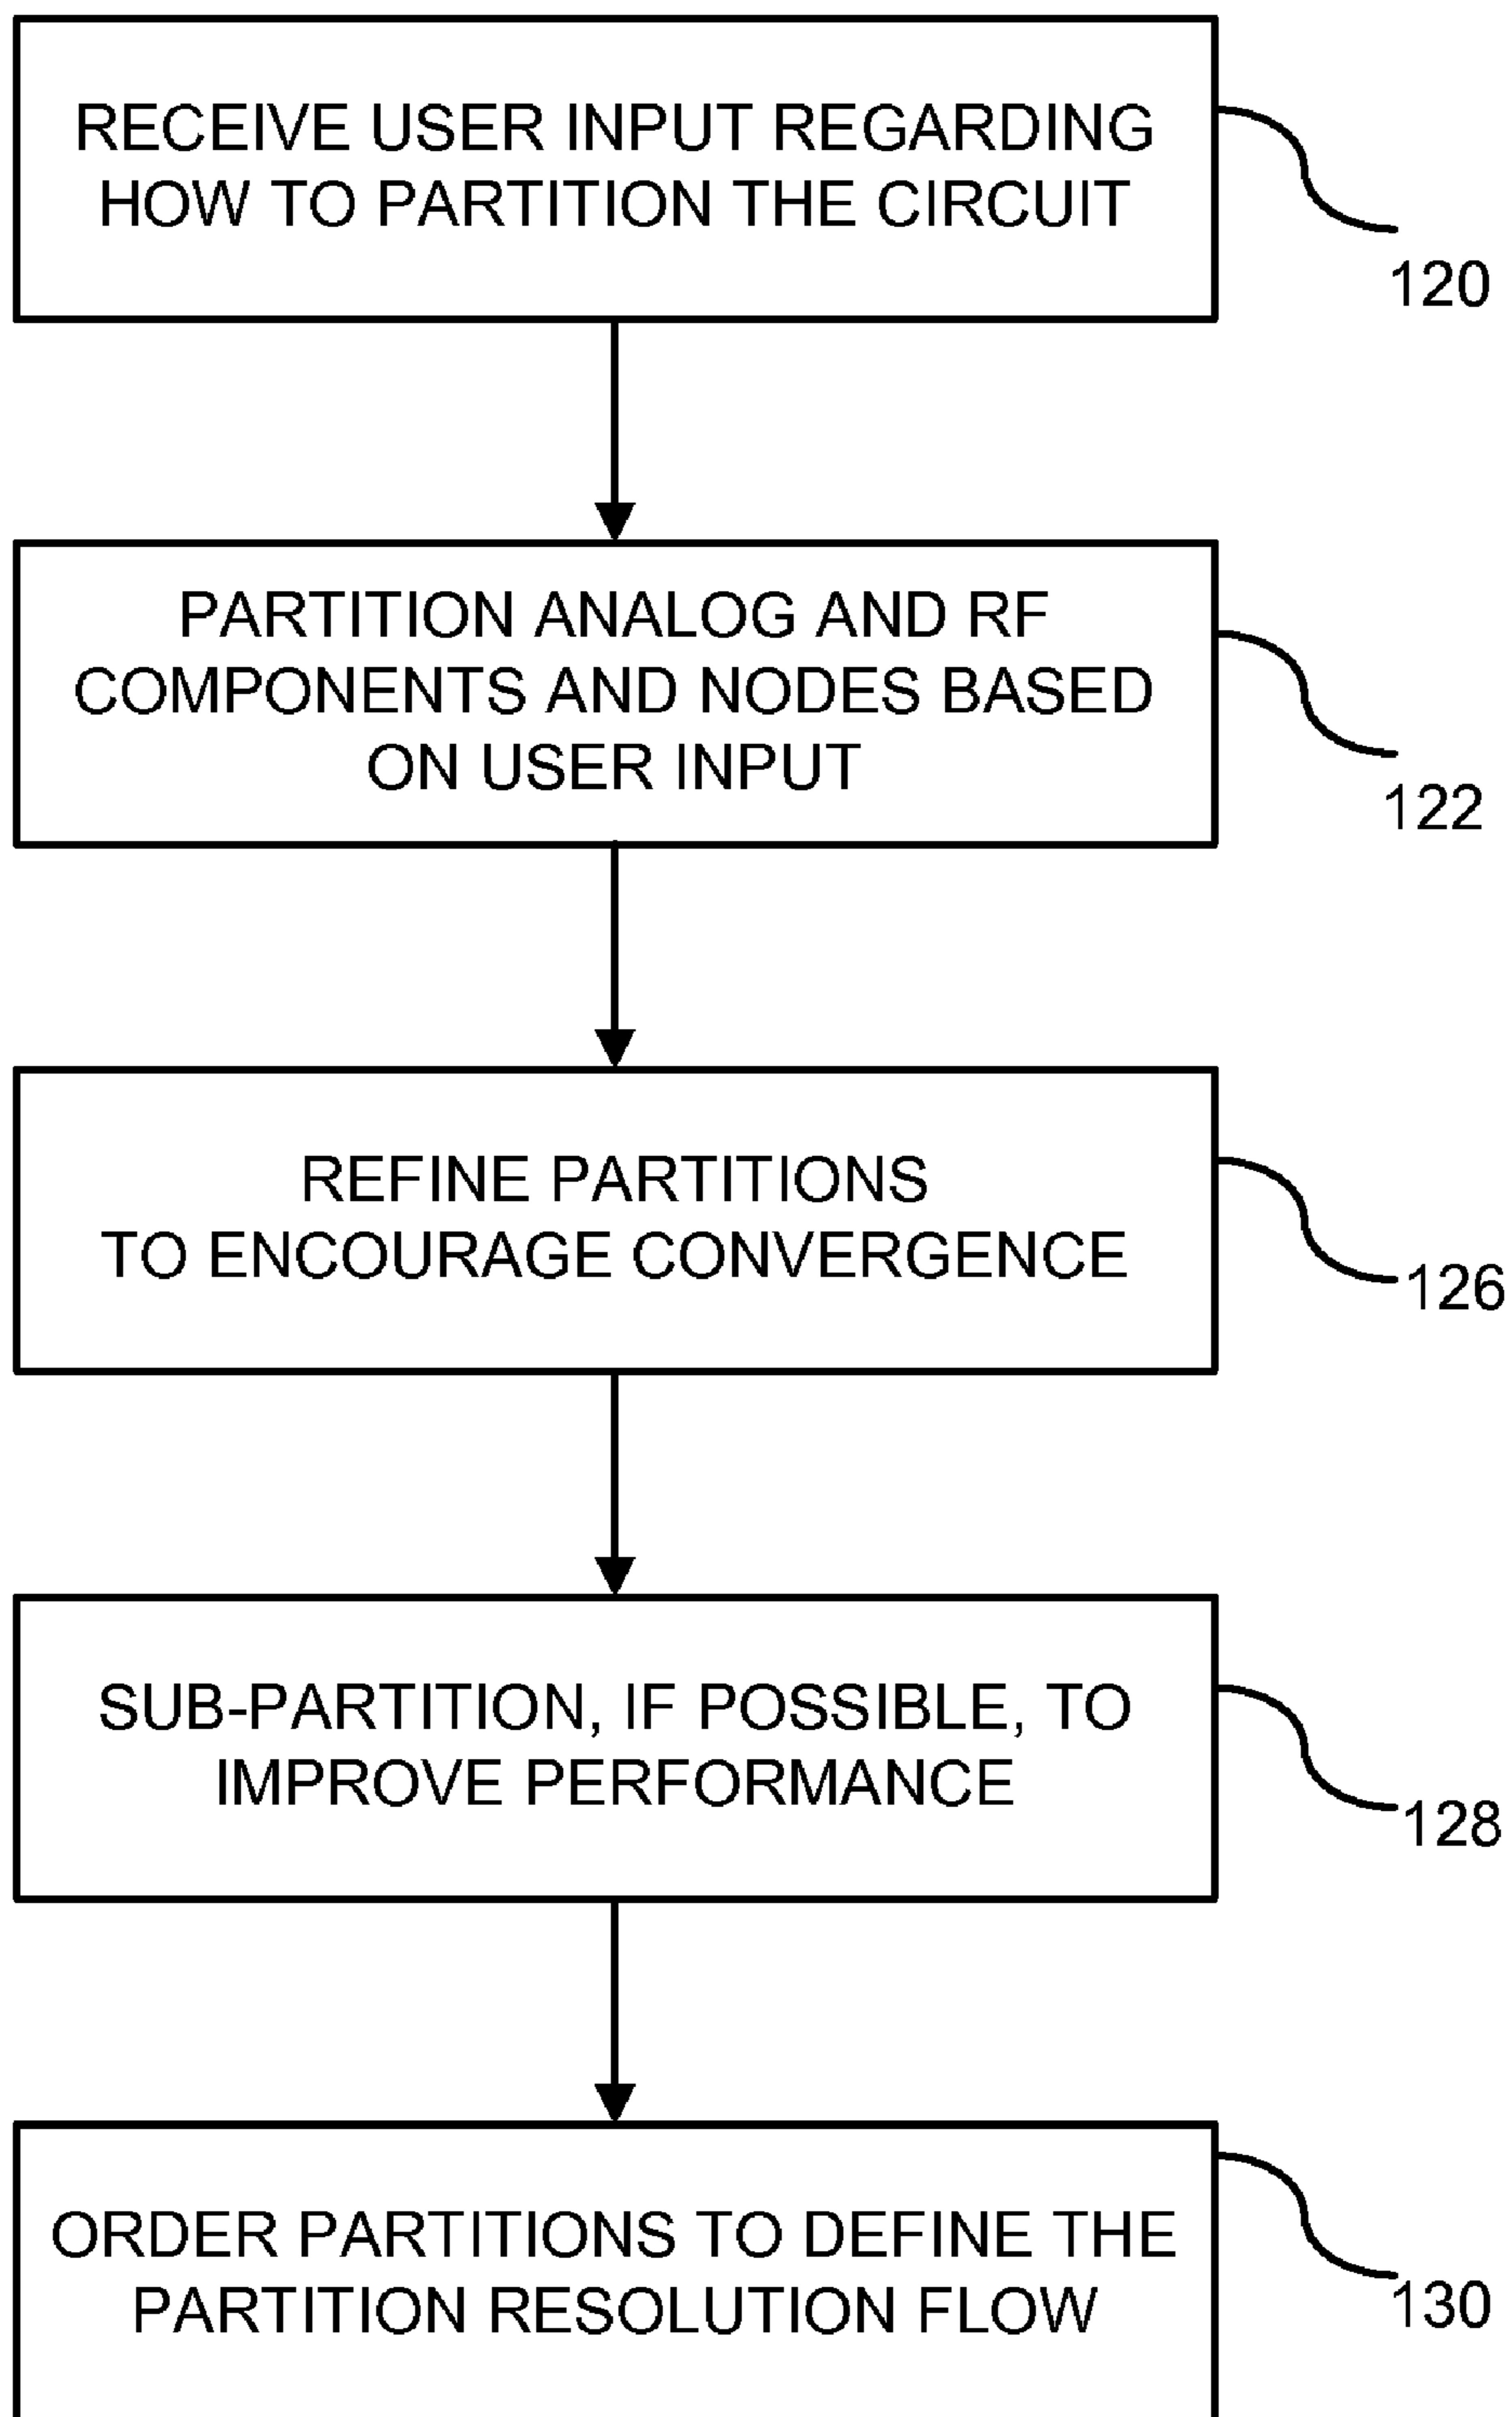 RECEIVE USER INPUT REGARDING
HOW TO PARTITION THE CIRCUIT
120
PARTITION ANALOG AND RF
COMPONENTS AND NODES BASED
ON USER INPUT
122
REFINE PARTITIONS
TO ENCOURAGE CONVERGENCE
126
SUB-PARTITION, IF POSSIBLE, TO
IMPROVE PERFORMANCE
128
ORDER PARTITIONS TO DEFINE THE
PARTITION RESOLUTION FLOW
130